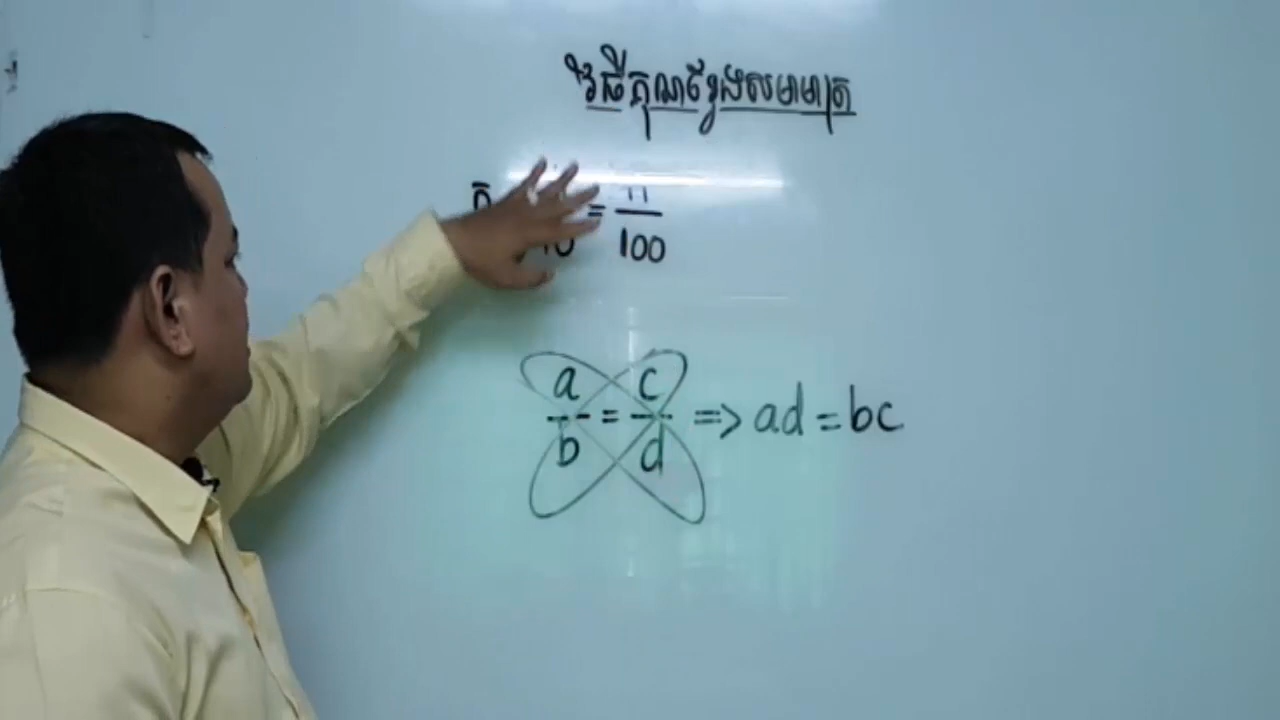 វិធីគុណខ្វែងសមាមាត្រ
= 100
a/b = c/d => ad = bc